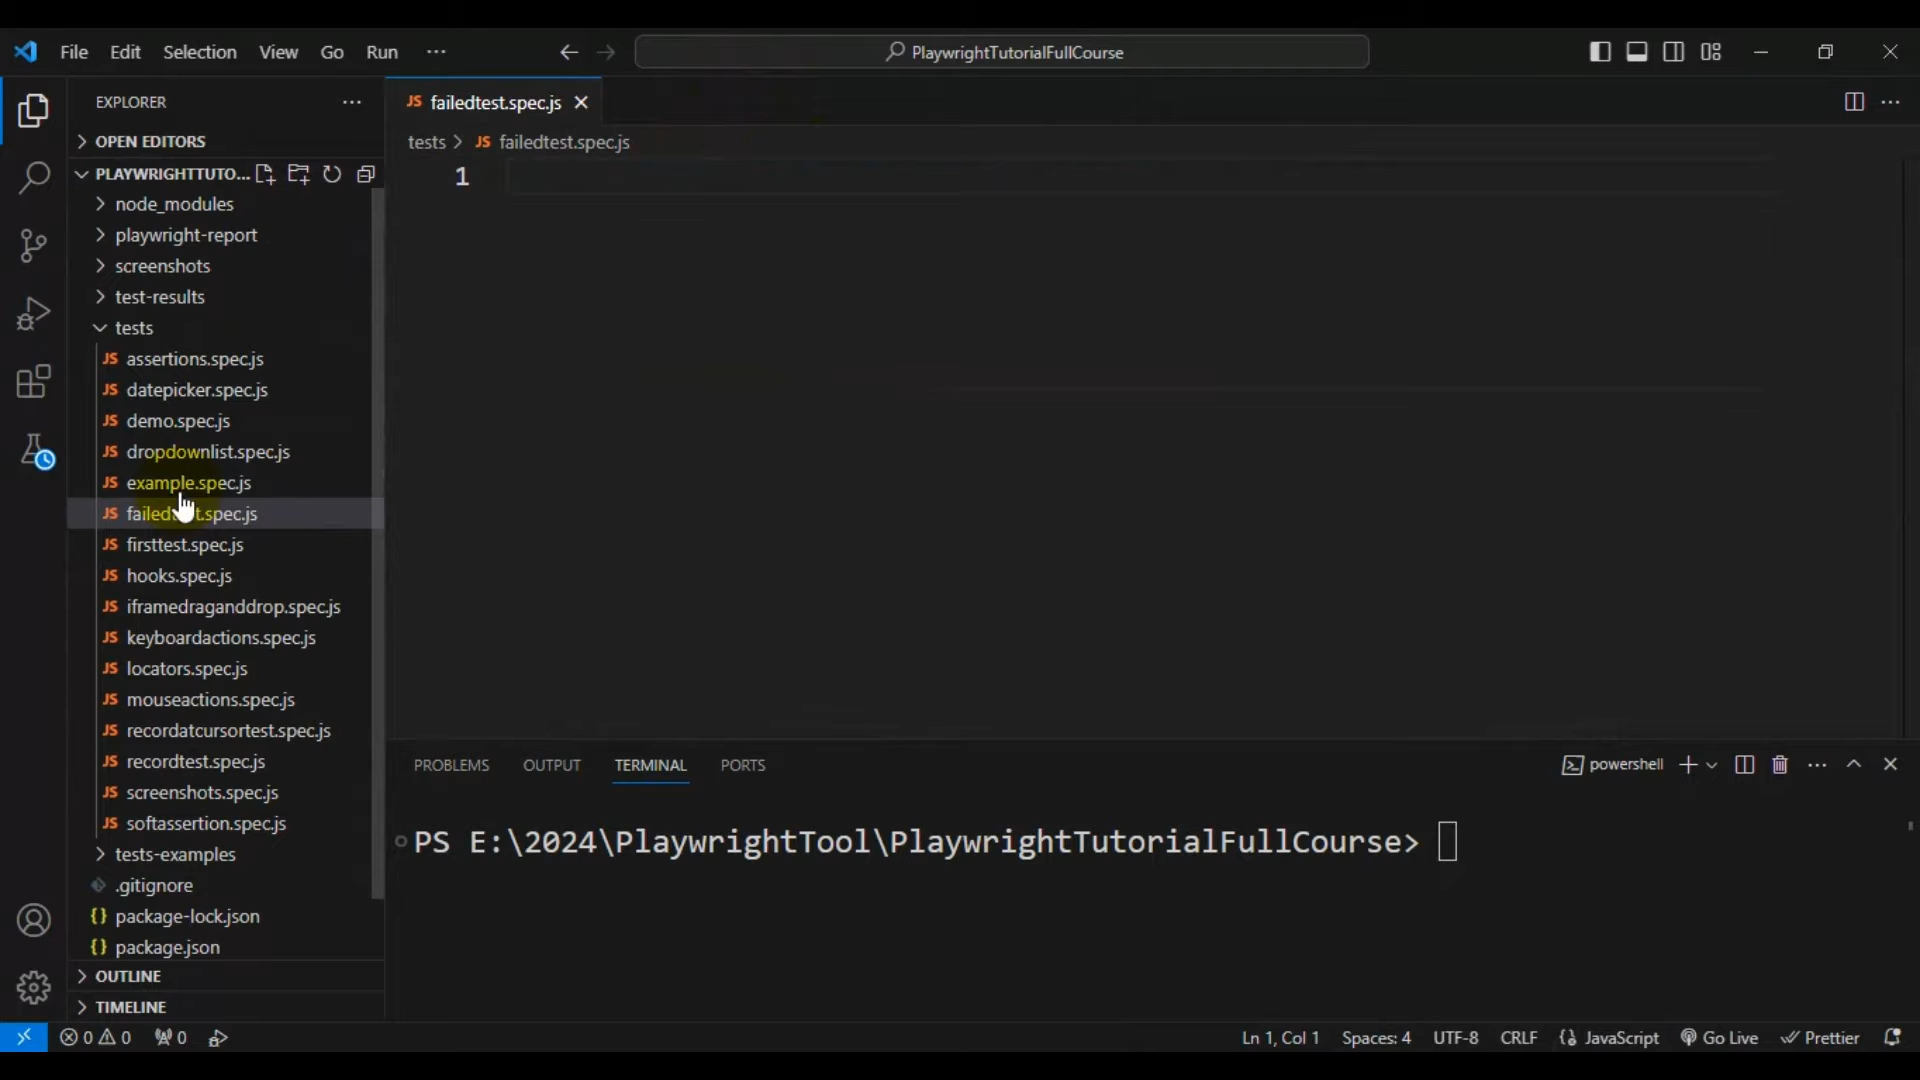 File Edit Selection View Go Run ···
PlaywrightTutorialFullCourse
EXPLORER
OPEN EDITORS
PLAYWRIGHTTUTO...
node_modules
playwright-report
screenshots
test-results
tests
JS assertions.spec.js
JS datepicker.spec.js
JS demo.spec.js
JS dropdownlist.spec.js
JS example.spec.js
JS failedtest.spec.js
JS firsttest.spec.js
JS hooks.spec.js
JS iframedraganddrop.spec.js
JS keyboardactions.spec.js
JS locators.spec.js
JS mouseactions.spec.js
JS recordatcursortest.spec.js
JS recordtest.spec.js
JS screenshots.spec.js
JS softassertion.spec.js
tests-examples
.gitignore
{} package-lock.json
{} package.json
OUTLINE
TIMELINE
JS failedtest.spec.js
tests > JS failedtest.spec.js
1
PROBLEMS OUTPUT TERMINAL PORTS
powershell
PS E:\2024\PlaywrightTool\PlaywrightTutorialFullCourse>
0 0 0
Ln 1, Col 1 Spaces: 4 UTF-8 CRLF {} JavaScript Go Live Prettier